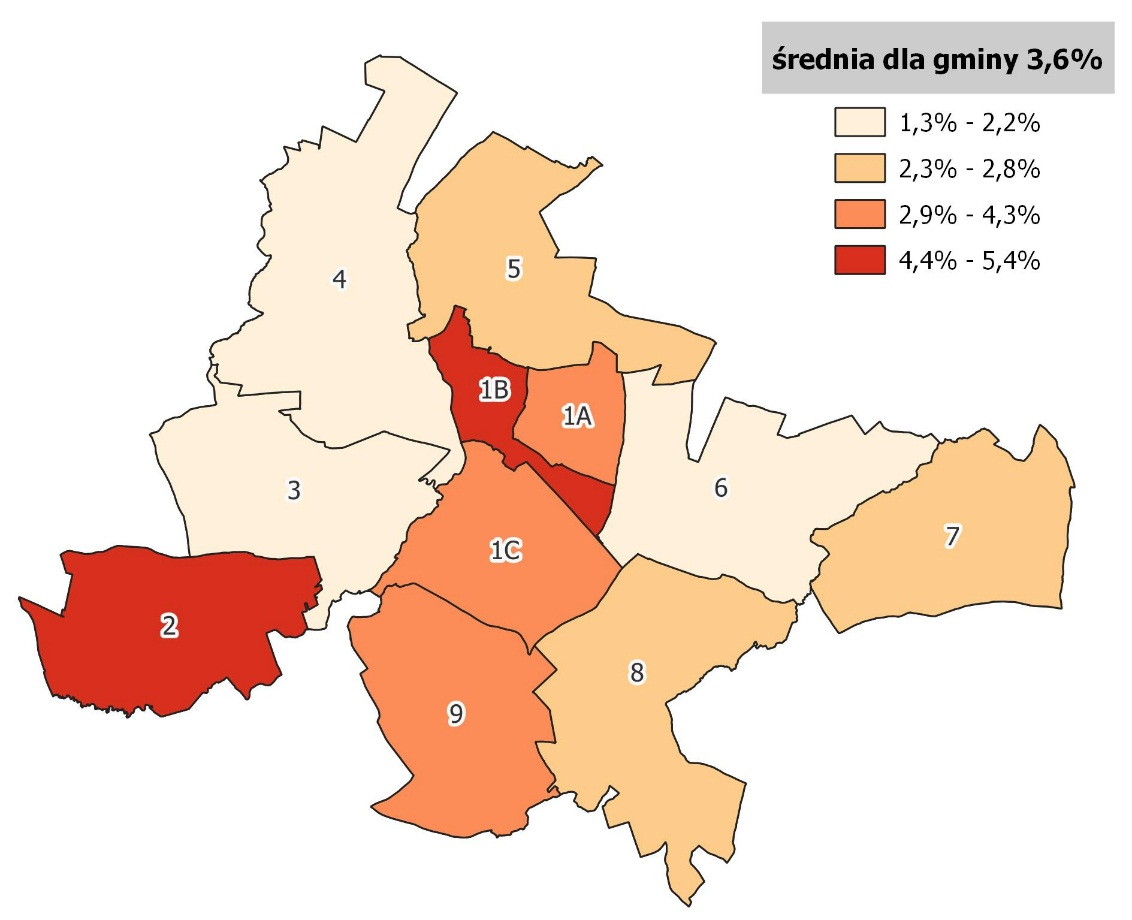 średnia dla gminy 3,6%
1,3% - 2,2%
2,3% - 2,8%
2,9% - 4,3%
4,4% - 5,4%
4
5
1B
1A
3
6
7
1C
2
8
9